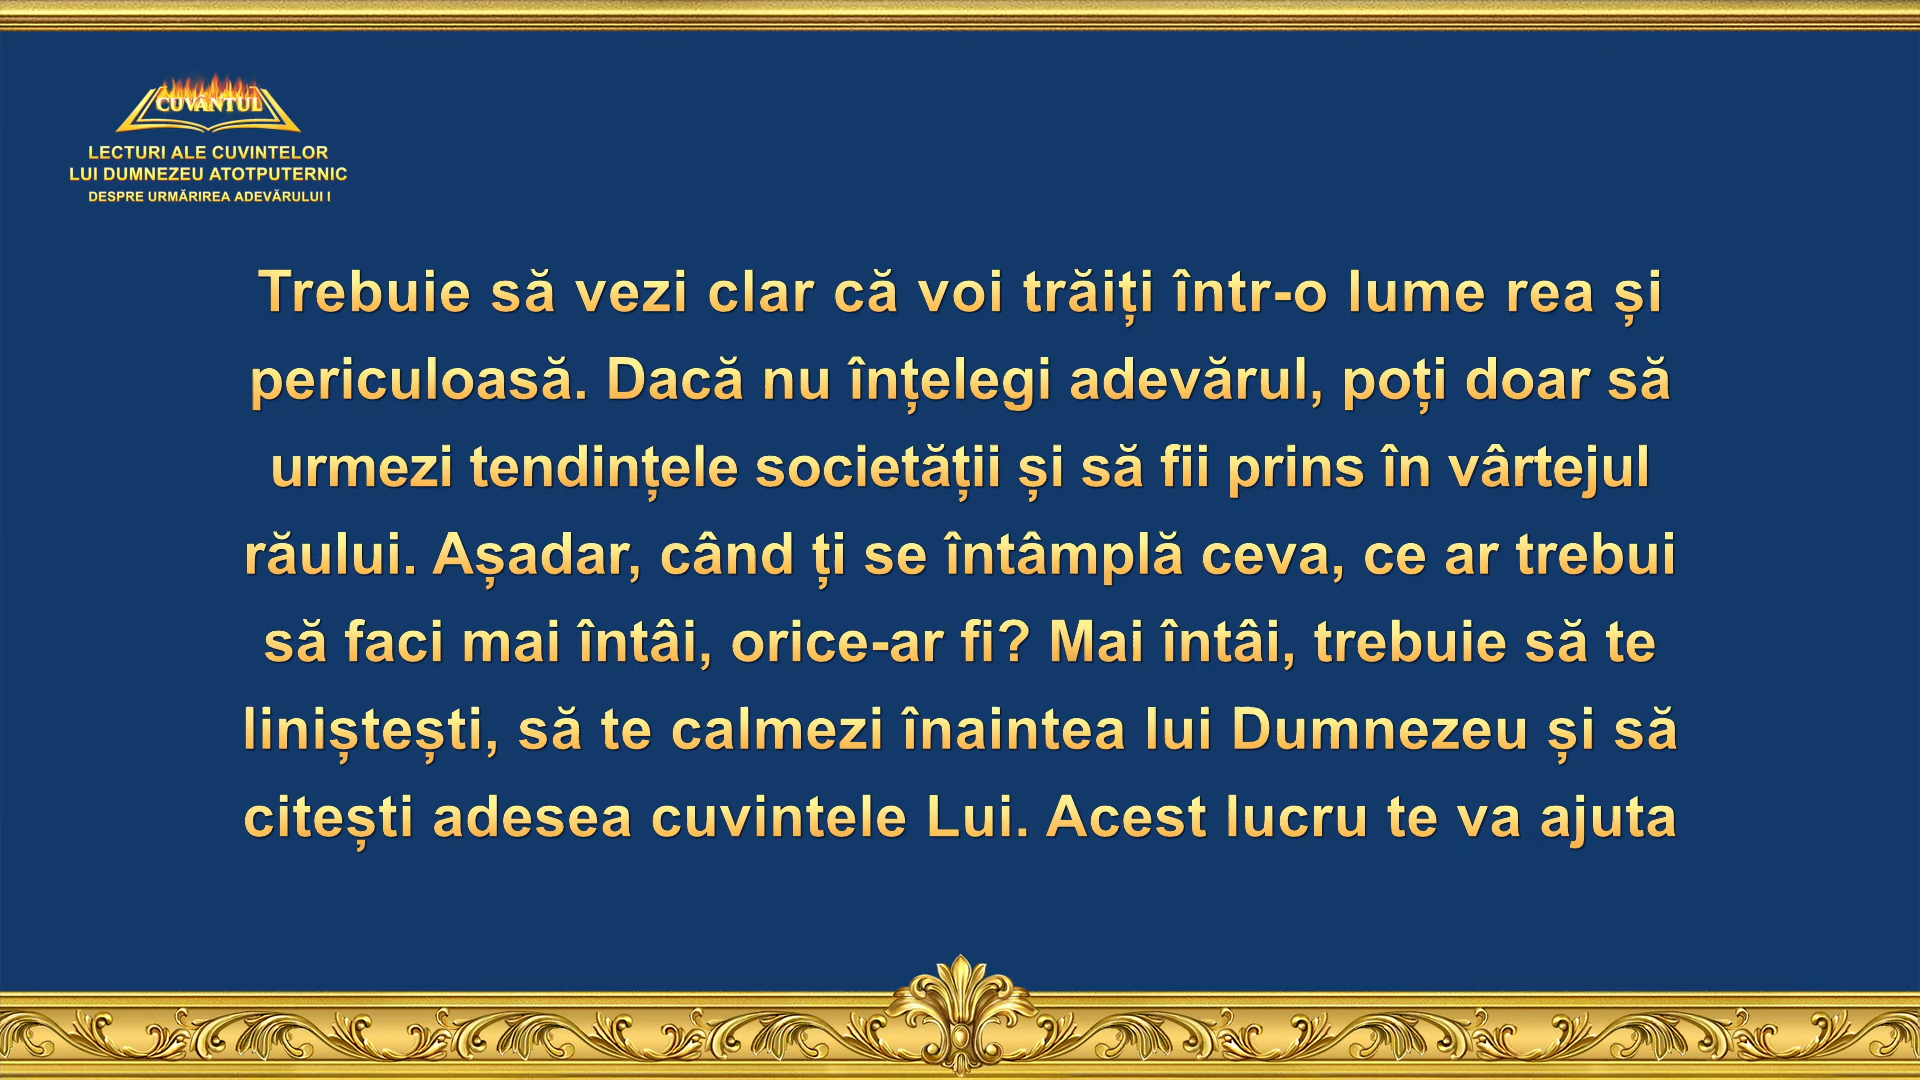 CUVÂNTUL
LECTURI ALE CUVINTELOR
LUI DUMNEZEU ATOTPUTERNIC
DESPRE URMĂRIREA ADEVĂRULUI I
Trebuie să vezi clar că voi trăiți într-o lume rea și
periculoasă. Dacă nu înțelegi adevărul, poți doar să
urmezi tendințele societății și să fii prins în vârtejul
răului. Așadar, când ți se întâmplă ceva, ce ar trebui
să faci mai întâi, orice-ar fi? Mai întâi, trebuie să te
liniștești, să te calmezi înaintea lui Dumnezeu și să
citești adesea cuvintele Lui. Acest lucru te va ajuta